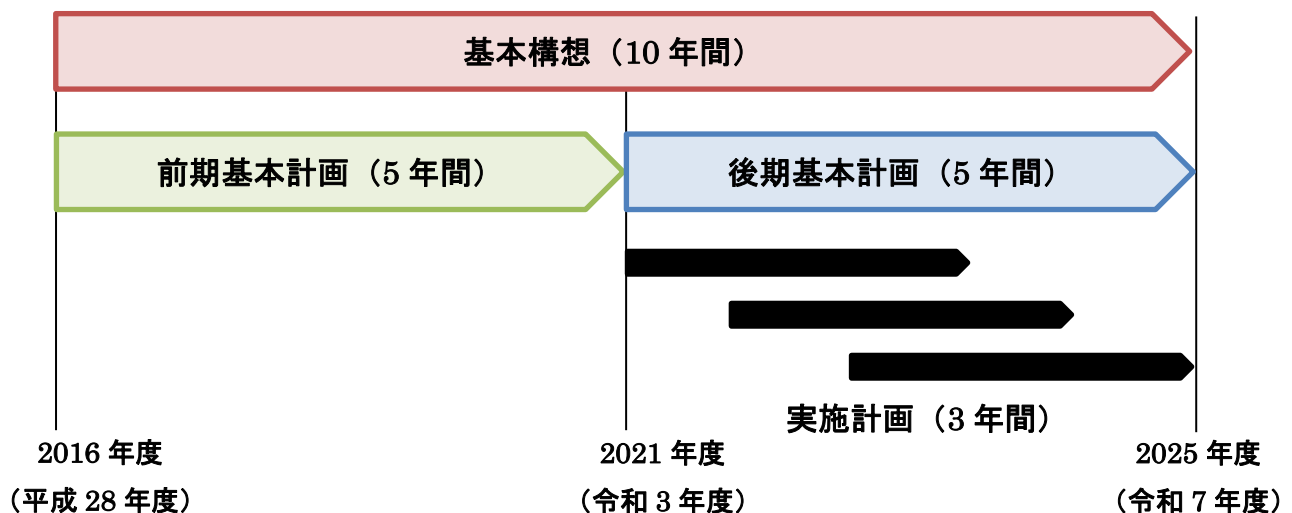 基本構想（10 年間）
前期基本計画（5 年間）
後期基本計画（5 年間）
実施計画（3 年間）
2016 年度
（平成 28 年度）
2021 年度
（令和 3 年度）
2025 年度
（令和 7 年度）